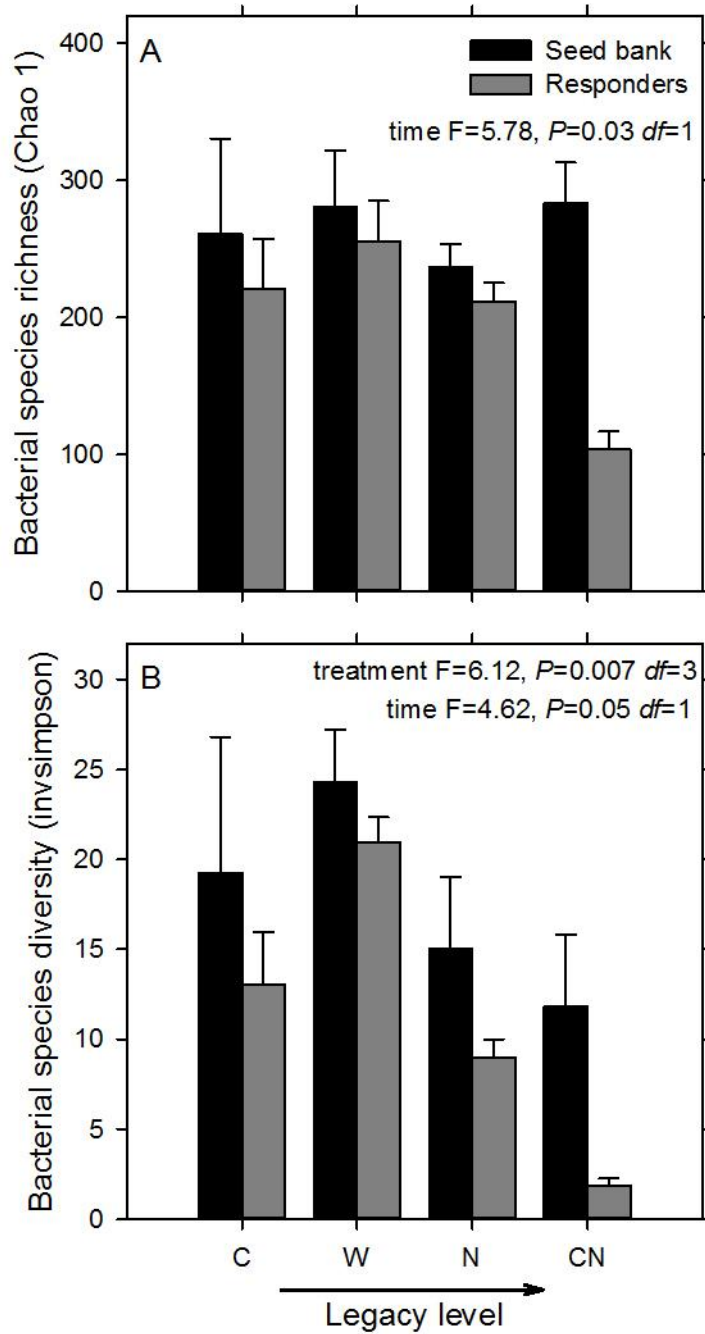 A
Seed bank
Responders
time F=5.78, P=0.03 df=1
Bacterial species richness (Chao 1)
400
300
200
100
0
B
treatment F=6.12, P=0.007 df=3
time F=4.62, P=0.05 df=1
Bacterial species diversity (invsimpson)
30
25
20
15
10
5
0
C W N CN
Legacy level